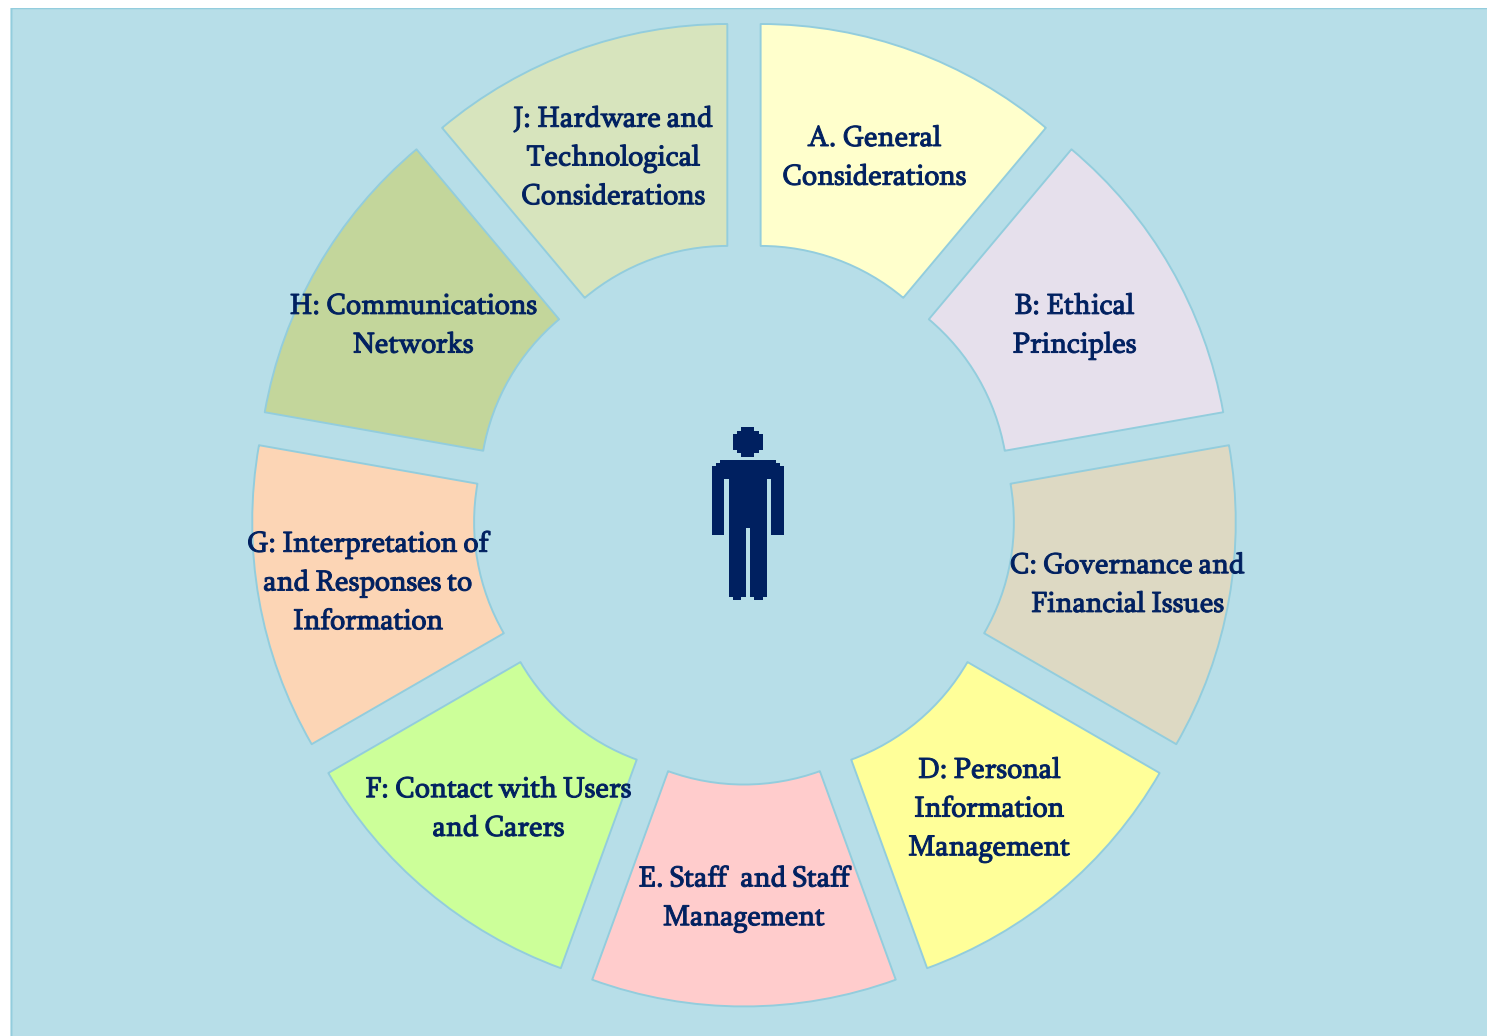 A. General
Considerations
B: Ethical
Principles
C: Governance and
Financial Issues
D: Personal
Information
Management
E. Staff  and Staff
Management
F: Contact with Users
and Carers
G: Interpretation of
and Responses to
Information
H: Communications
Networks
J: Hardware and
Technological
Considerations